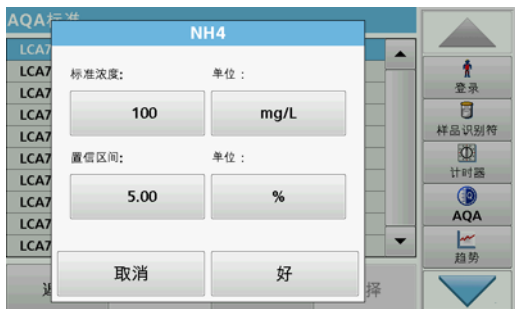 AQA标准
NH4
LCA7
LCA7
标准浓度:
单位：
LCA7
LCA7
100
mg/L
LCA7
LCA7
置信区间:
单位：
LCA7
5.00
%
LCA7
LCA7
LCA7
取消
好
择
登录
样品识别符
计时器
AQA
趋势